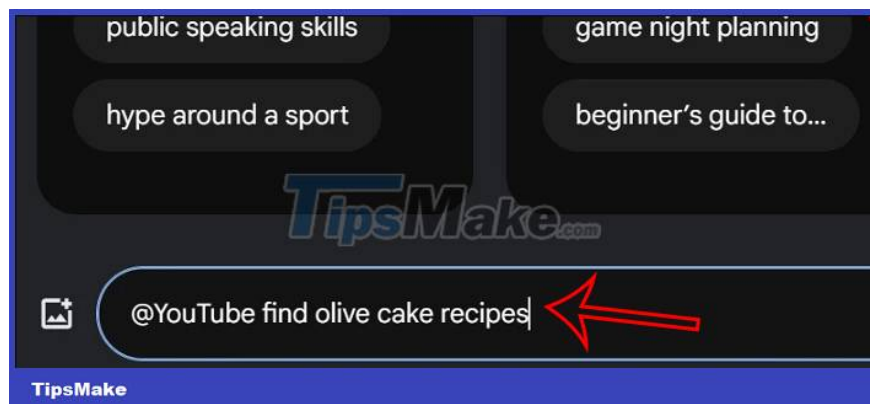 public speaking skills
game night planning
hype around a sport
beginner's guide to...
TipsMake.com
@YouTube find olive cake recipes
TipsMake